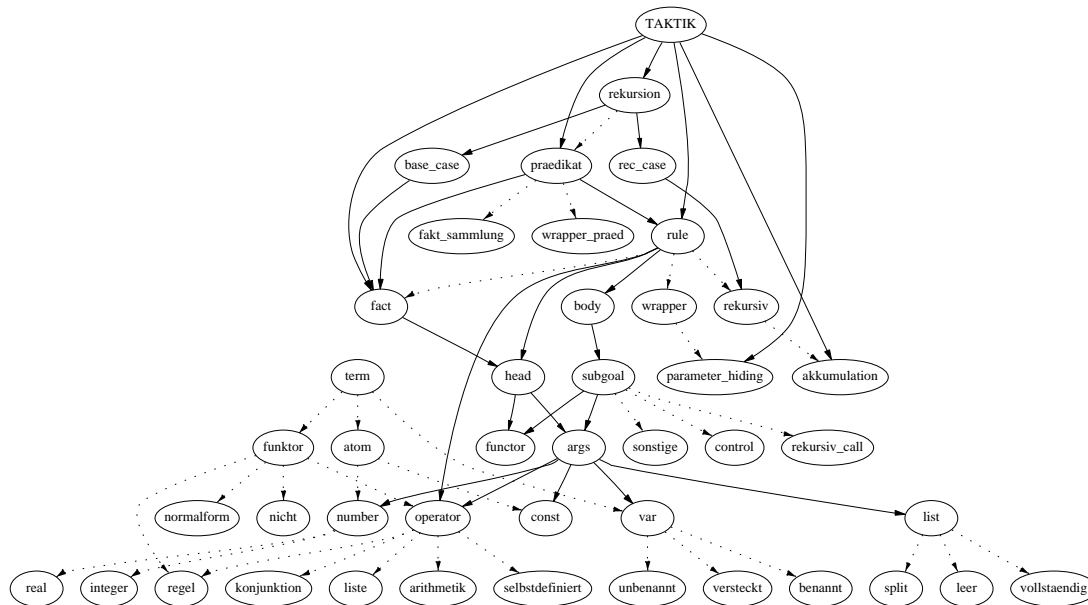 TAKTIK
rekursion
base_case praedikat rec_case
fakt_sammlung wrapper_praed rule
fact body wrapper rekursiv
term head subgoal parameter_hiding akkumulation
funktor atom functor args sonstige control rekursiv_call
normalform nicht number operator const var list
real integer regel konjunktion liste arithmetik selbstdefiniert unbenannt versteckt benannt split leer vollstaendig